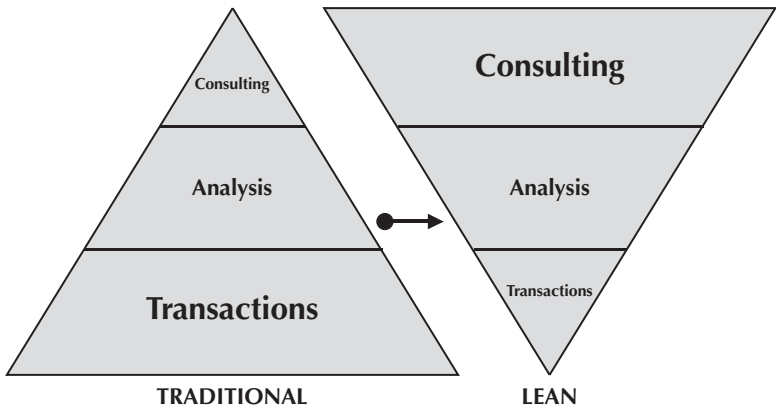 Consulting
Analysis
Transactions
TRADITIONAL
Consulting
Analysis
Transactions
LEAN